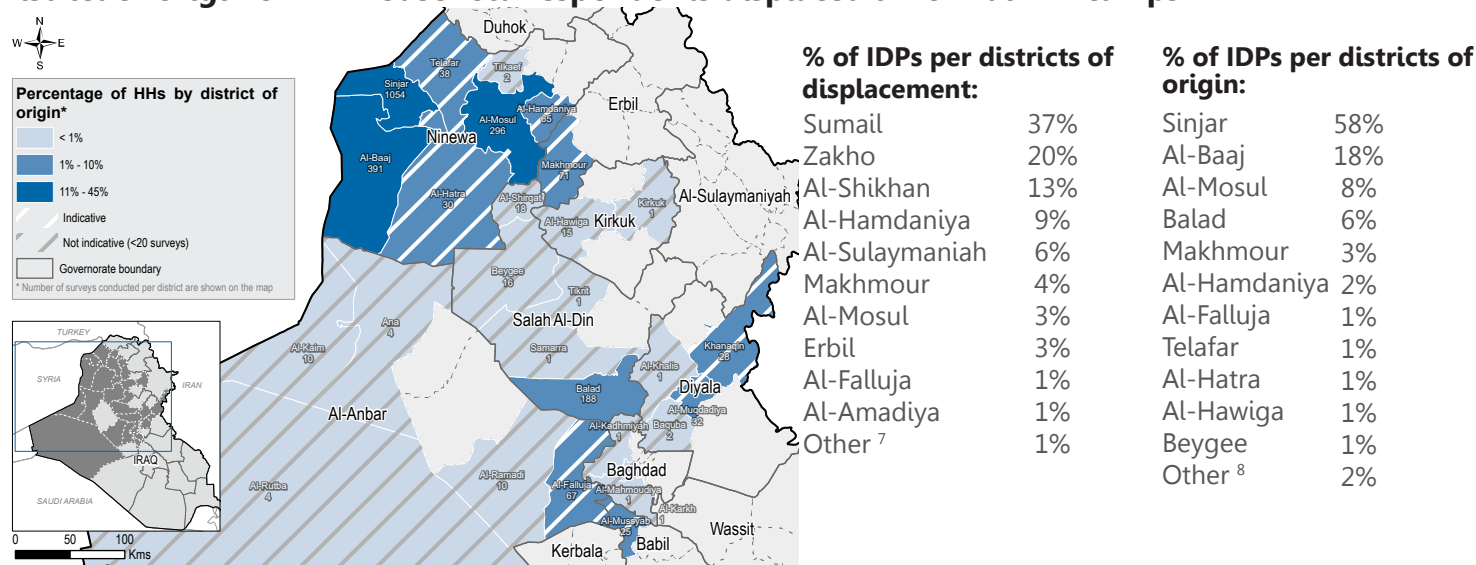 N
W E
S
Percentage of HHs by district of
origin*
< 1%
1% - 10%
11% - 45%
Indicative
Not indicative (<20 surveys)
Governorate boundary
* Number of surveys conducted per district are shown on the map
TURKEY
SYRIA
IRAN
IRAQ
SAUDI ARABIA
0 50 100
Kms
Duhok
Telafar
38
Tilkaef
2
Sinjar
1054
Al-Hamdaniya
65
Erbil
Al-Mosul
296
Ninewa
Al-Baaj
391
Makhmour
71
Al-Hatra
30
Al-Shirqat
18
Kirkuk
1
Al-Sulaymaniyah
Al-Hawiga
15
Kirkuk
Beygee
16
Tikrit
1
Ana
4
Salah Al-Din
Al-Kaim
10
Samarra
1
Khanaqin
28
Al-Khalis
1
Diyala
Balad
188
Al-Anbar
Al-Muqdadiya
32
Al-Kadhmiyah
1
Baquba
2
Baghdad
Al-Ramadi
10
Al-Rutba
4
Al-Falluja
67
Al-Mahmoudiya
1
Al-Karkh
1
Al-Mussyab
25
Wassit
Kerbala
Babil
% of IDPs per districts of
displacement:
Sumail 37%
Zakho 20%
Al-Shikhan 13%
Al-Hamdaniya 9%
Al-Sulaymaniah 6%
Makhmour 4%
Al-Mosul 3%
Erbil 3%
Al-Falluja 1%
Al-Amadiya 1%
Other 7 1%
% of IDPs per districts of
origin:
Sinjar 58%
Al-Baaj 18%
Al-Mosul 8%
Balad 6%
Makhmour 3%
Al-Hamdaniya 2%
Al-Falluja 1%
Telafar 1%
Al-Hatra 1%
Al-Hawiga 1%
Beygee 1%
Other 8 2%